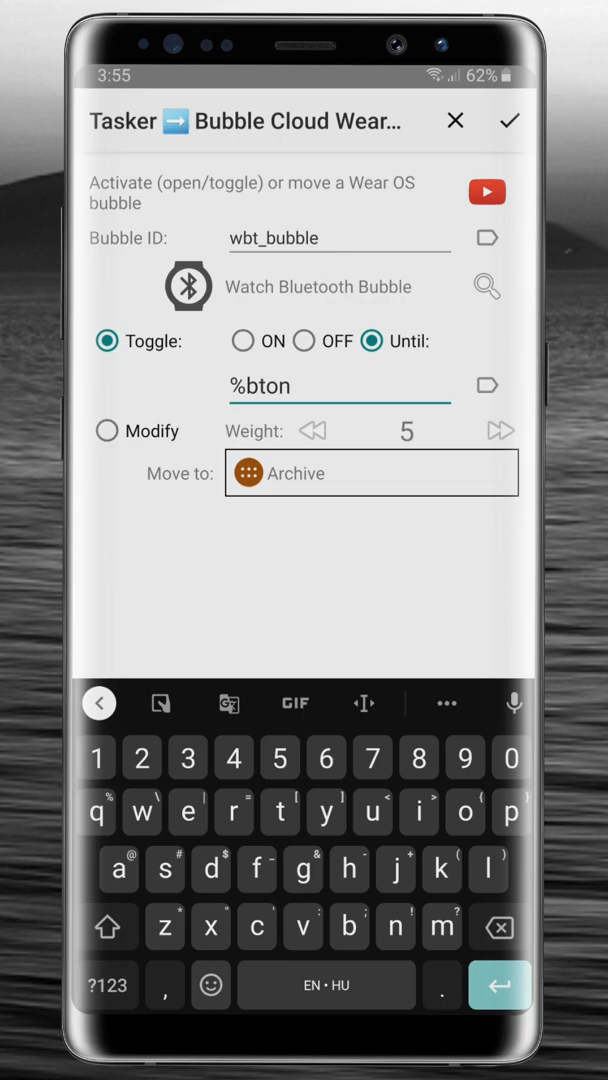 3:55
62%
Tasker ➡️ Bubble Cloud Wear...
Activate (open/toggle) or move a Wear OS
bubble
Bubble ID: wbt_bubble
Watch Bluetooth Bubble
Toggle: ON OFF Until:
%bton
Modify Weight: 5
Move to: Archive
GIF
1 2 3 4 5 6 7 8 9 0
% \ | = [ ] < > { }
q w e r t y u i o p
@ # $ _ & - + ( )
a s d f g h j k l
* " ' : ; ! ?
z x c v b n m
?123 , EN • HU .